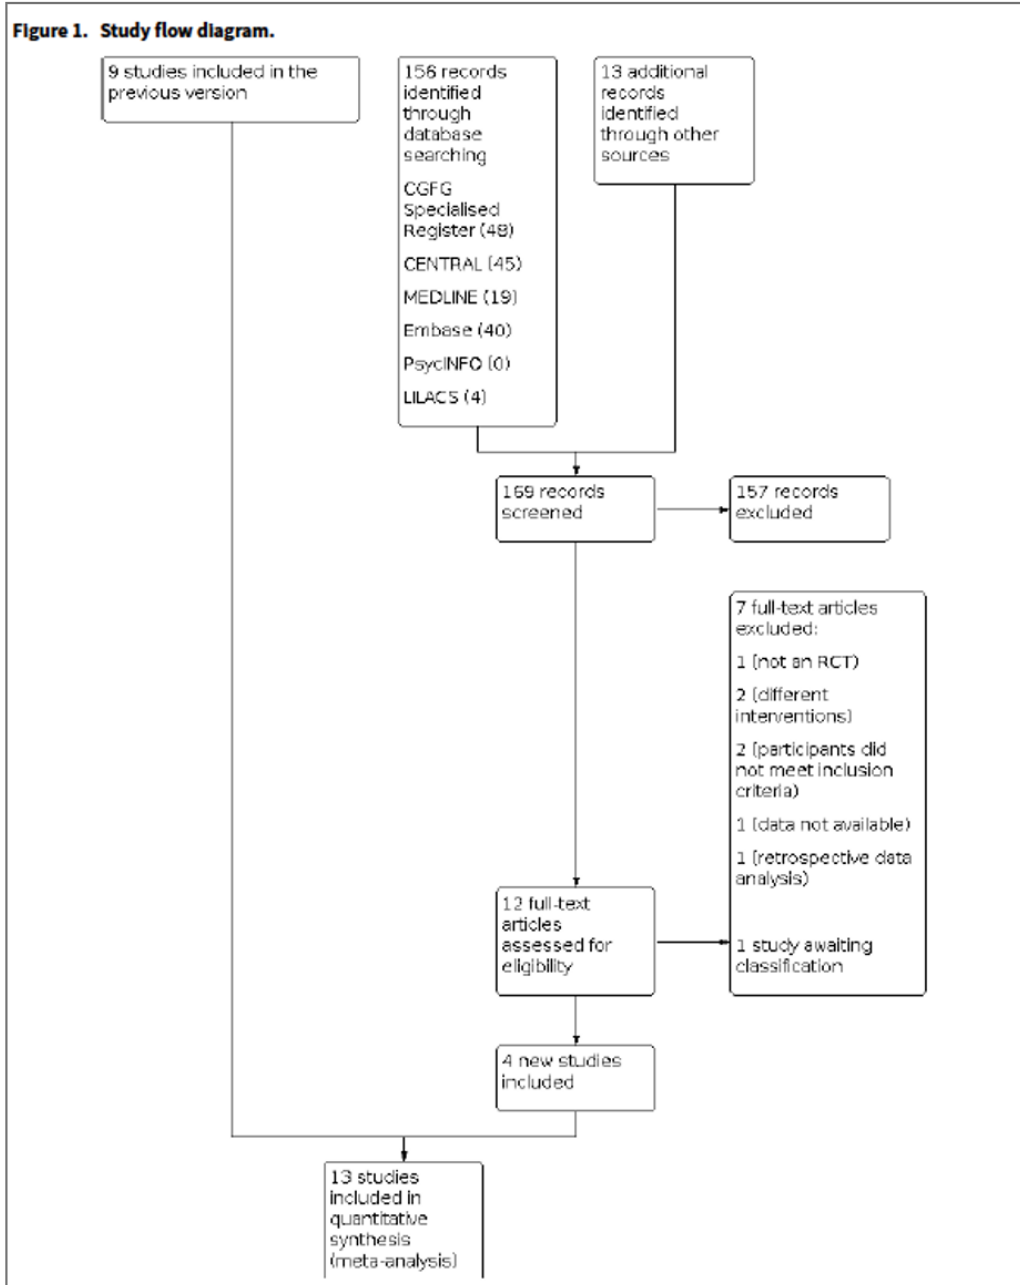 Figure 1. Study flow diagram.
9 studies included in the
previous version
156 records
identified
through
database
searching
CGFG
Specialised
Register (48)
CENTRAL (45)
MEDLINE (19)
Embase (40)
PsycINFO (0)
LILACS (4)
13 additional
records
identified
through other
sources
169 records
screened
157 records
excluded
7 full-text articles
excluded:
1 (not an RCT)
2 (different
interventions)
2 (participants did
not meet inclusion
criteria)
1 (data not available)
1 (retrospective data
analysis)
1 study awaiting
classification
12 full-text
articles
assessed for
eligibility
4 new studies
included
13 studies
included in
quantitative
synthesis
(meta-analysis)